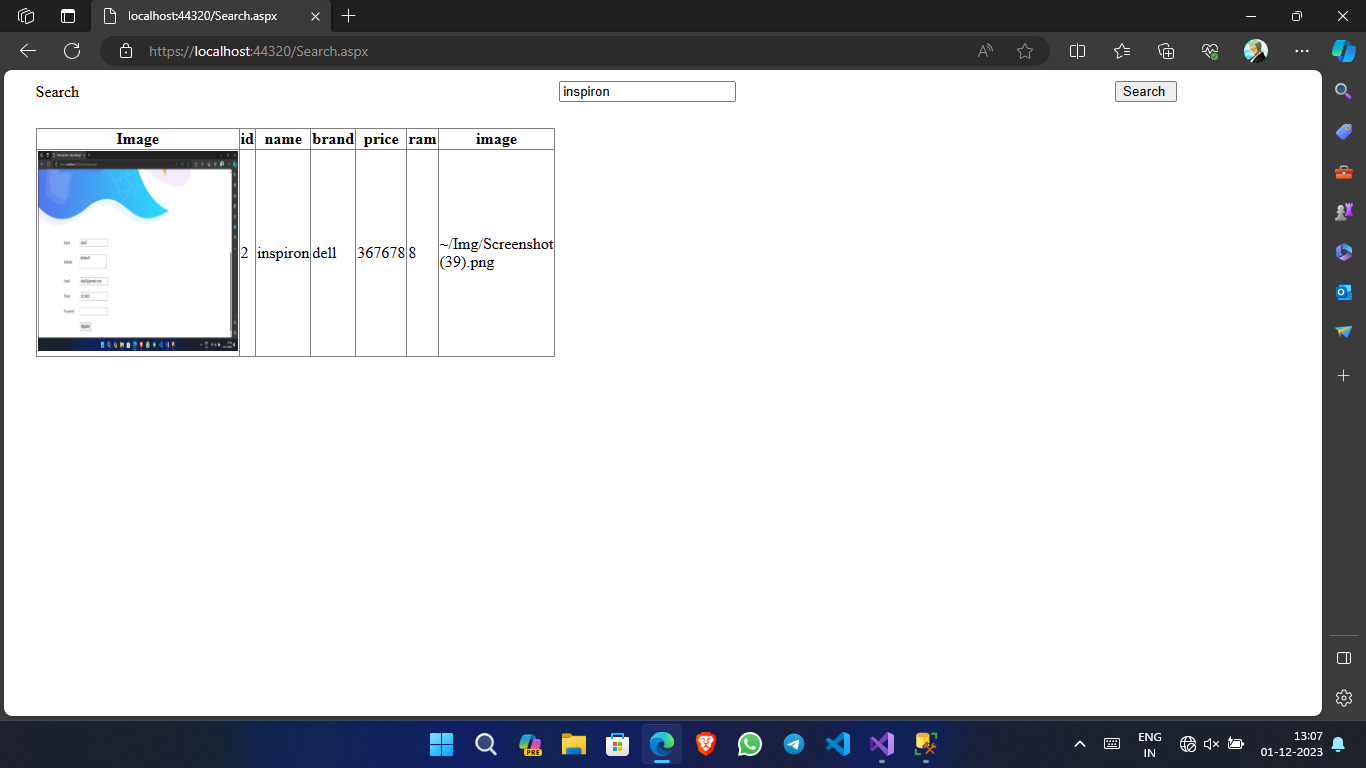 localhost:44320/Search.aspx
https://localhost:44320/Search.aspx
Search
inspiron
Search
Image id name brand price ram image
2 inspiron dell 367678 8 ~/Img/Screenshot
(39).png
PRE
ENG
IN
13:07
01-12-2023